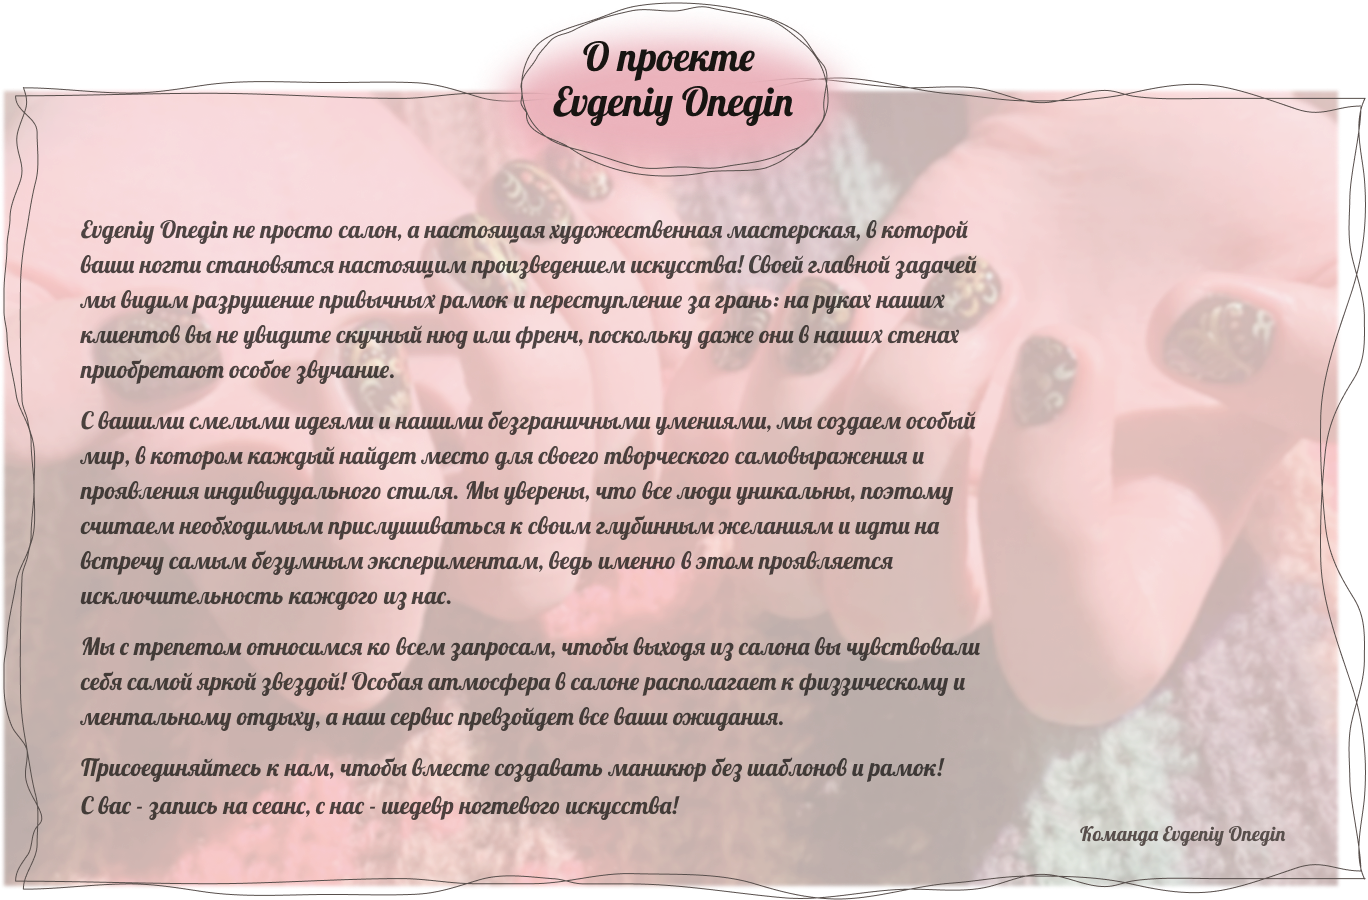 О проекте
Evgeniy Onegin
Evgeniy Onegin не просто салон, а настоящая художественная мастерская, в которой
ваши ногти становятся настоящим произведением искусства! Своей главной задачей
мы видим разрушение привычных рамок и переступление за грань: на руках наших
клиентов вы не увидите скучный нюд или френч, поскольку даже они в наших стенах
приобретают особое звучание.
С вашими смелыми идеями и нашими безграничными умениями, мы создаем особый
мир, в котором каждый найдет место для своего творческого самовыражения и
проявления индивидуального стиля. Мы уверены, что все люди уникальны, поэтому
считаем необходимым прислушиваться к своим глубинным желаниям и идти на
встречу самым безумным экспериментам, ведь именно в этом проявляется
исключительность каждого из нас.
Мы с трепетом относимся ко всем запросам, чтобы выходя из салона вы чувствовали
себя самой яркой звездой! Особая атмосфера в салоне располагает к физзическому и
ментальному отдыху, а наш сервис превзойдет все ваши ожидания.
Присоединяйтесь к нам, чтобы вместе создавать маникюр без шаблонов и рамок!
С вас - запись на сеанс, с нас - шедевр ногтевого искусства!
Команда Evgeniy Onegin